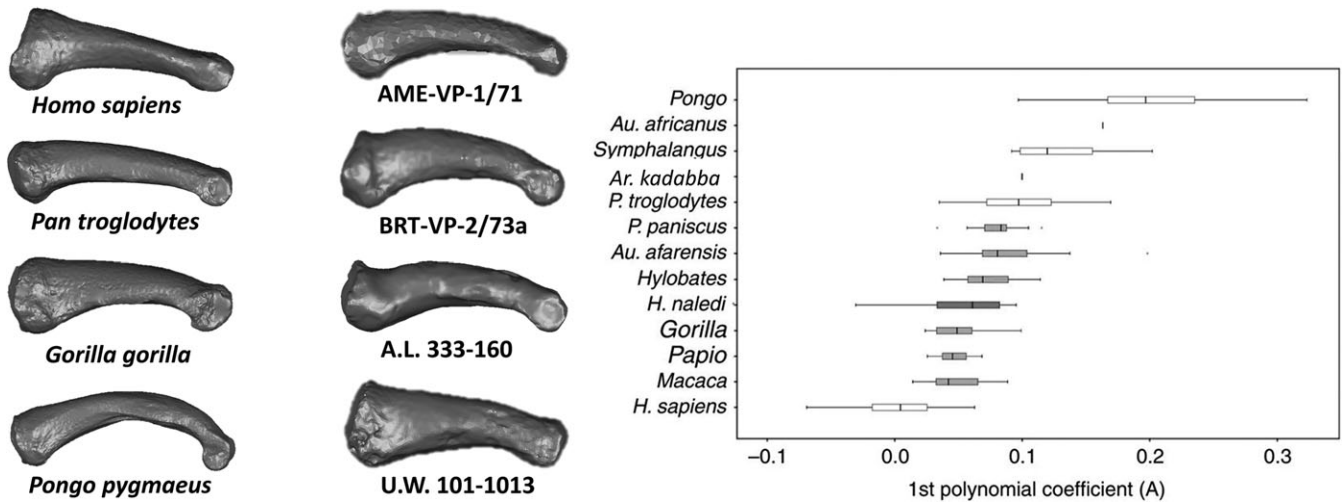 Homo sapiens
Pan troglodytes
Gorilla gorilla
Pongo pygmaeus
AME-VP-1/71
BRT-VP-2/73a
A.L. 333-160
U.W. 101-1013
Pongo
Au. africanus
Symphalangus
Ar. kadabba
P. troglodytes
P. paniscus
Au. afarensis
Hylobates
H. naledi
Gorilla
Papio
Macaca
H. sapiens
−0.1 0.0 0.1 0.2 0.3
1st polynomial coefficient (A)